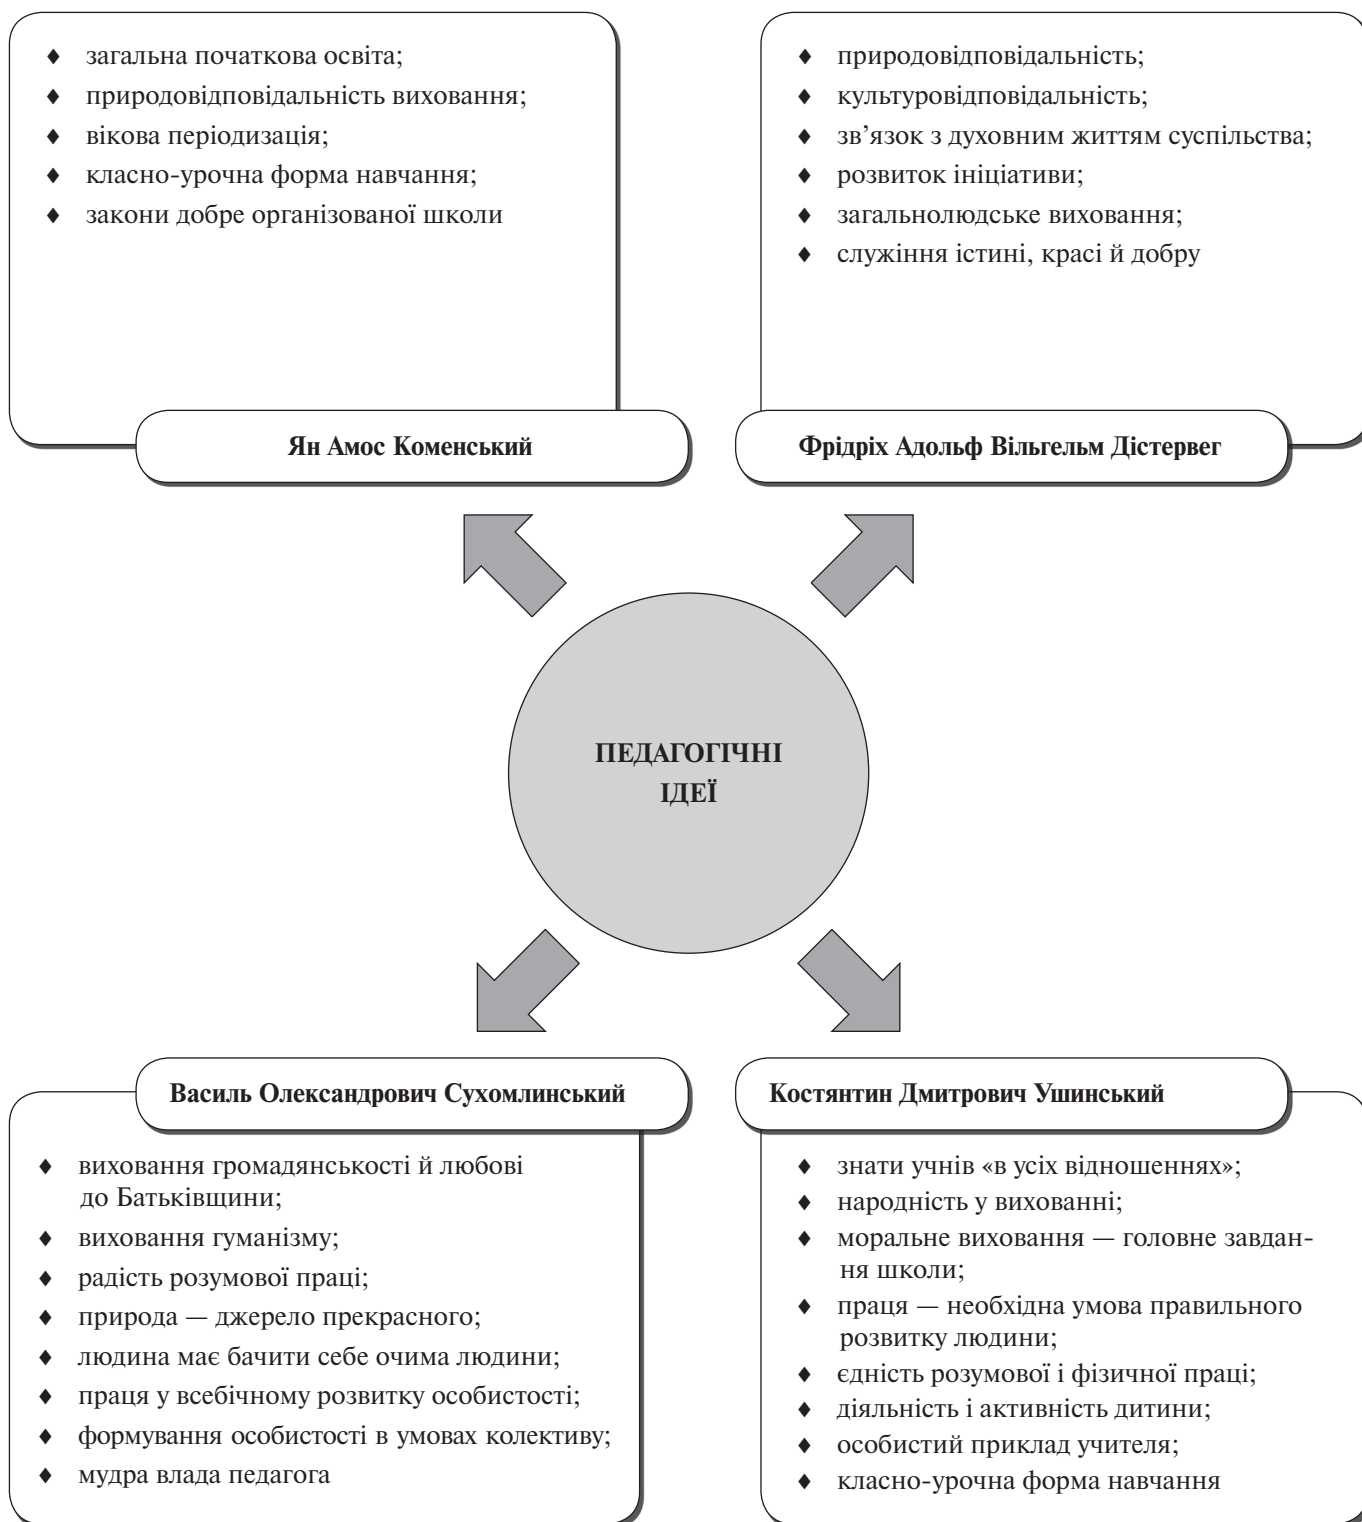 ♦ загальна початкова освіта;
♦ природовідповідальність виховання;
♦ вікова періодизація;
♦ класно-урочна форма навчання;
♦ закони добре організованої школи
Ян Амос Коменський
♦ природовідповідальність;
♦ культуровідповідальність;
♦ зв’язок з духовним життям суспільства;
♦ розвиток ініціативи;
♦ загальнолюдське виховання;
♦ служіння істині, красі й добру
Фрідріх Адольф Вільгельм Дістервег
ПЕДАГОГІЧНІ
ІДЕЇ
Василь Олександрович Сухомлинський
♦ виховання громадянськості й любові
до Батьківщини;
♦ виховання гуманізму;
♦ радість розумової праці;
♦ природа — джерело прекрасного;
♦ людина має бачити себе очима людини;
♦ праця у всебічному розвитку особистості;
♦ формування особистості в умовах колективу;
♦ мудра влада педагога
Костянтин Дмитрович Ушинський
♦ знати учнів «в усіх відношеннях»;
♦ народність у вихованні;
♦ моральне виховання — головне завдан-
ня школи;
♦ праця — необхідна умова правильного
розвитку людини;
♦ єдність розумової і фізичної праці;
♦ діяльність і активність дитини;
♦ особистий приклад учителя;
♦ класно-урочна форма навчання